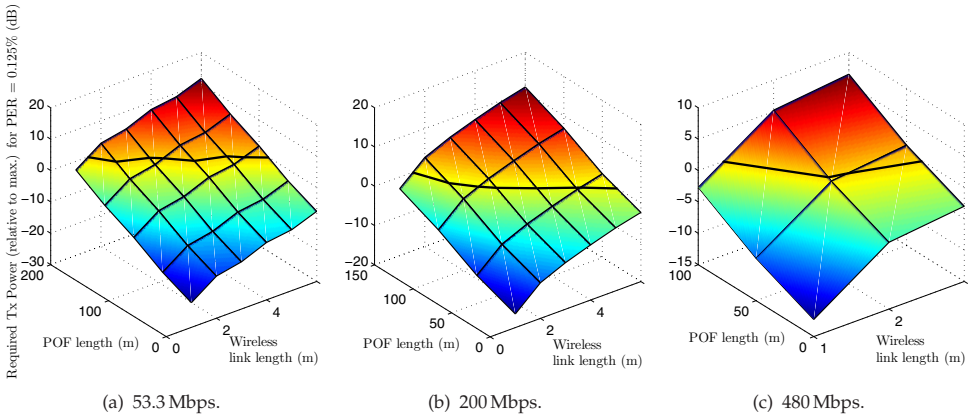 Required Tx Power (relative to max.) for PER = 0.125% (dB)
20
10
0
−10
−20
−30
200
100
0
0
2
4
POF length (m)
Wireless
link length (m)
(a) 53.3 Mbps.
20
10
0
−10
−20
150
100
50
0
0
2
4
POF length (m)
Wireless
link length (m)
(b) 200 Mbps.
10
5
0
−5
−10
−15
100
50
0
1
2
POF length (m)
Wireless
link length (m)
(c) 480 Mbps.